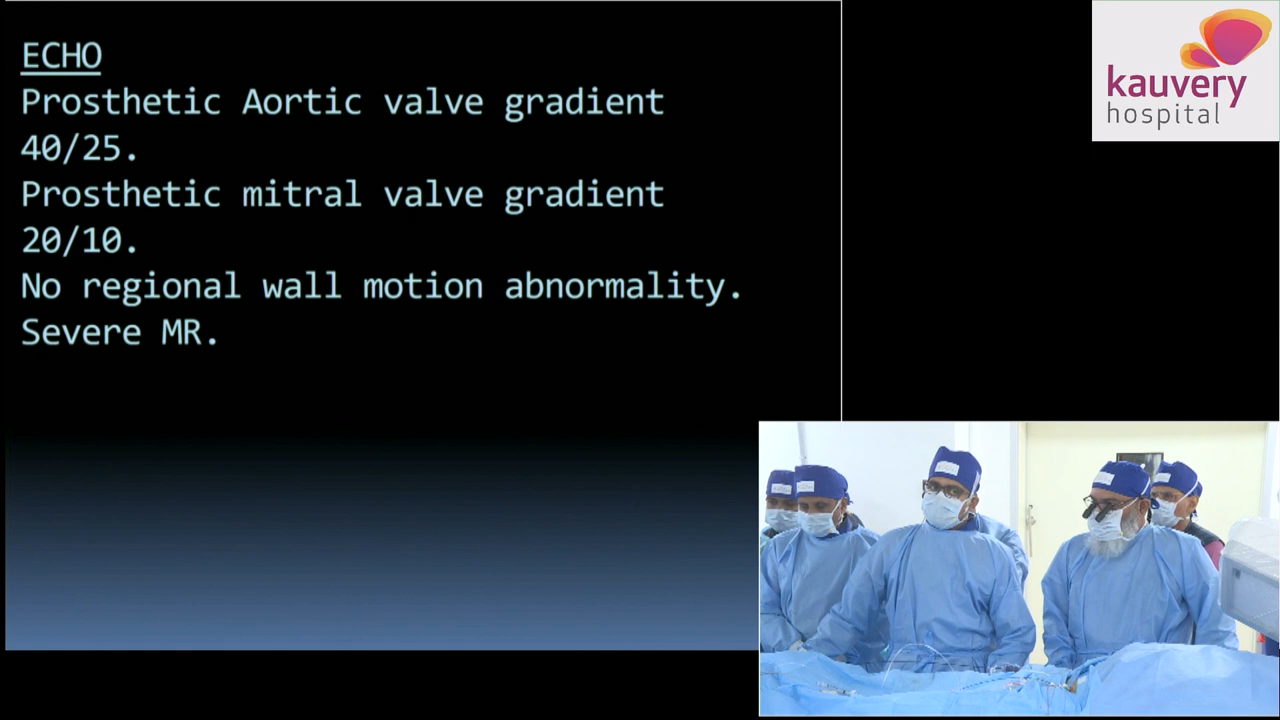 ECHO
Prosthetic Aortic valve gradient
40/25.
Prosthetic mitral valve gradient
20/10.
No regional wall motion abnormality.
Severe MR.
kauvery
hospital